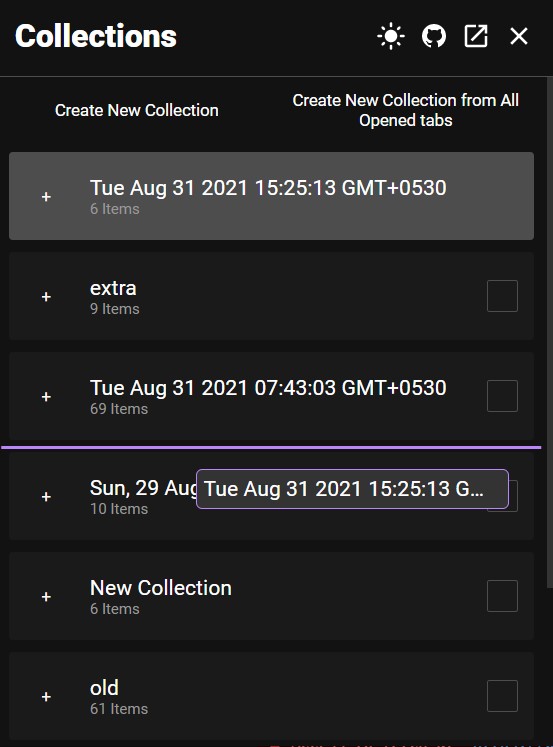 Collections
Create New Collection
Create New Collection from All
Opened tabs
+
Tue Aug 31 2021 15:25:13 GMT+0530
6 Items
+
extra
9 Items
+
Tue Aug 31 2021 07:43:03 GMT+0530
69 Items
+
Sun, 29 Aug
Tue Aug 31 2021 15:25:13 G...
10 Items
+
New Collection
6 Items
+
old
61 Items